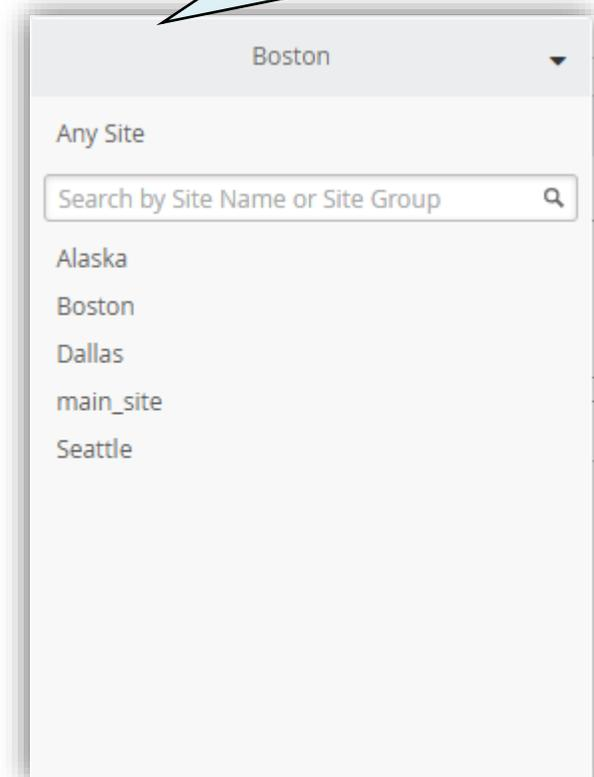 Boston
Any Site
Search by Site Name or Site Group
Alaska
Boston
Dallas
main_site
Seattle